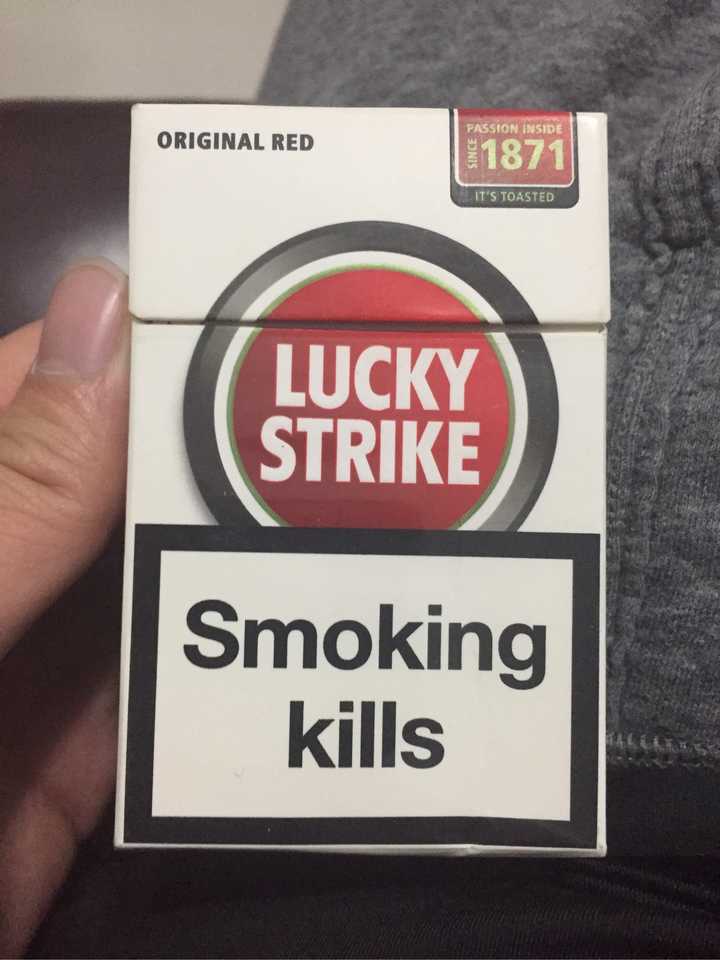 ORIGINAL RED
PASSION INSIDE
SINCE
1871
IT'S TOASTED
LUCKY
STRIKE
Smoking
kills